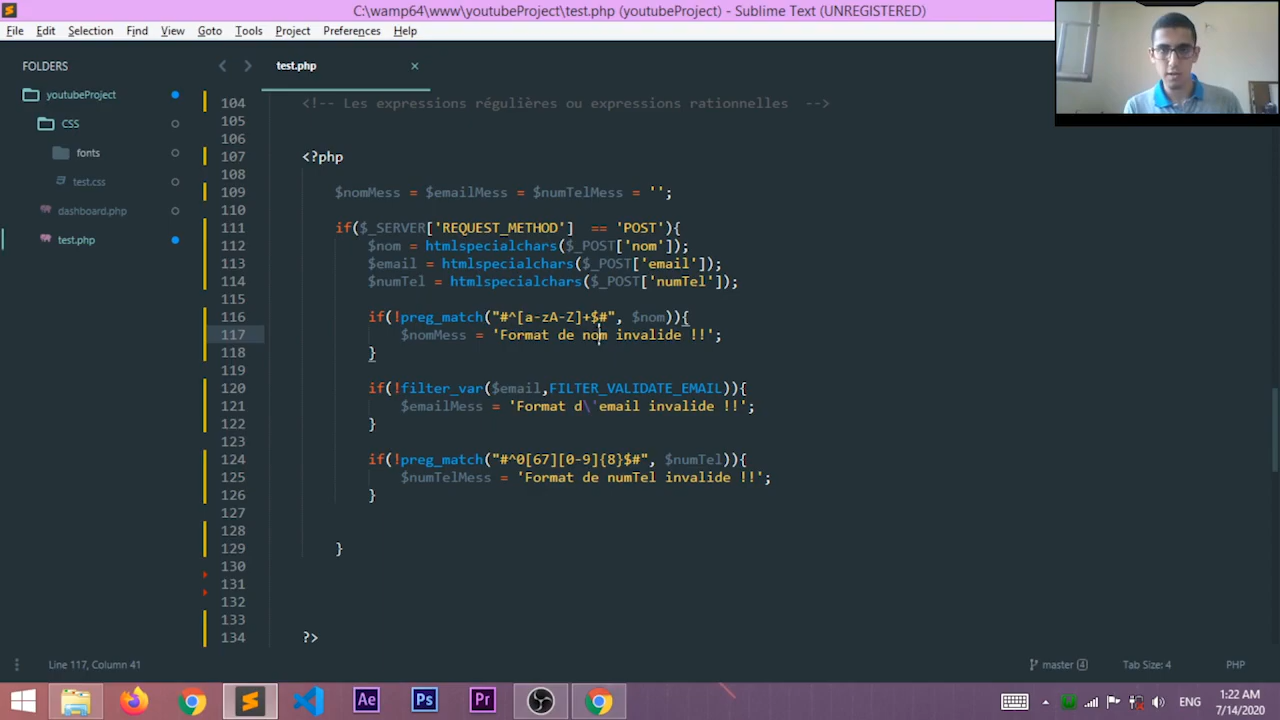 C:\wamp64\www\youtubeProject\test.php (youtubeProject) - Sublime Text (UNREGISTERED)
File Edit Selection Find View Goto Tools Project Preferences Help
FOLDERS
youtubeProject
CSS
fonts
test.css
dashboard.php
test.php
test.php ×
104 <!-- Les expressions régulières ou expressions rationnelles -->
105
106
107 <?php
108
109 $nomMess = $emailMess = $numTelMess = '';
110
111 if($_SERVER['REQUEST_METHOD'] == 'POST'){
112 $nom = htmlspecialchars($_POST['nom']);
113 $email = htmlspecialchars($_POST['email']);
114 $numTel = htmlspecialchars($_POST['numTel']);
115
116 if(!preg_match("#^[a-zA-Z]+$#", $nom)){
117 $nomMess = 'Format de nom invalide !!';
118 }
119
120 if(!filter_var($email,FILTER_VALIDATE_EMAIL)){
121 $emailMess = 'Format d\'email invalide !!';
122 }
123
124 if(!preg_match("#^0[67][0-9]{8}$#", $numTel)){
125 $numTelMess = 'Format de numTel invalide !!';
126 }
127
128
129 }
130
131
132
133
134 ?>
Line 117, Column 41 master 4 Tab Size: 4 PHP
Ae Ps Pr ENG 1:22 AM
7/14/2020